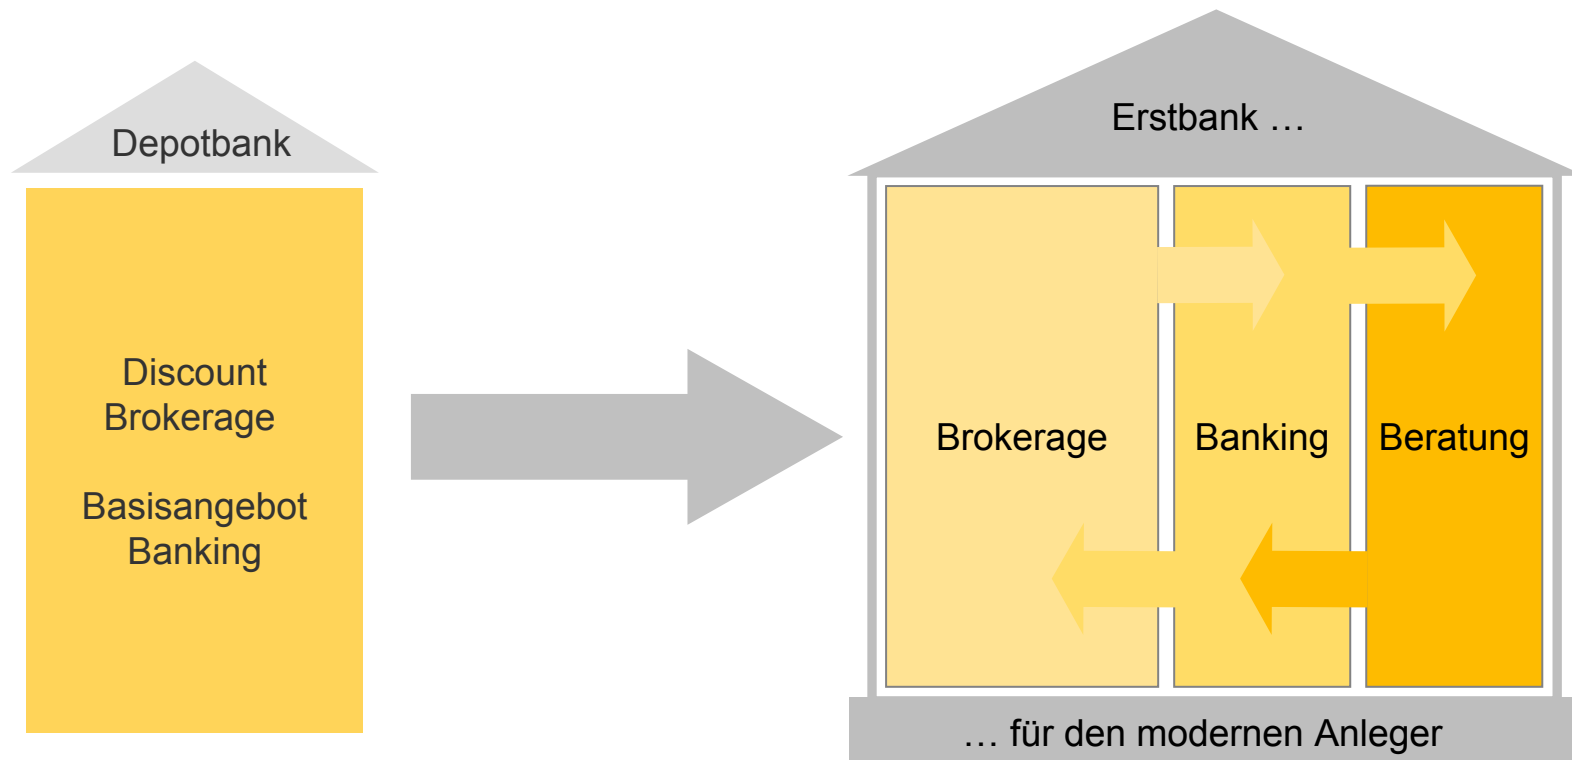 Depotbank
Discount
Brokerage
Basisangebot
Banking
Erstbank …
Brokerage
Banking
Beratung
… für den modernen Anleger